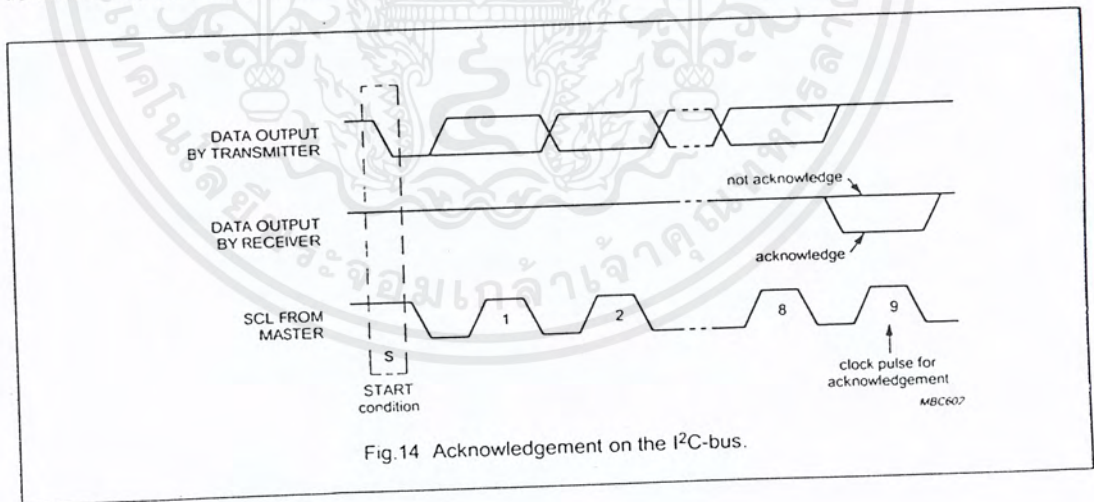 DATA OUTPUT
BY TRANSMITTER
not acknowledge
DATA OUTPUT
BY RECEIVER
acknowledge
SCL FROM
MASTER
1
2
8
9
S
START
condition
clock pulse for
acknowledgement
MBC602
Fig.14 Acknowledgement on the I²C-bus.